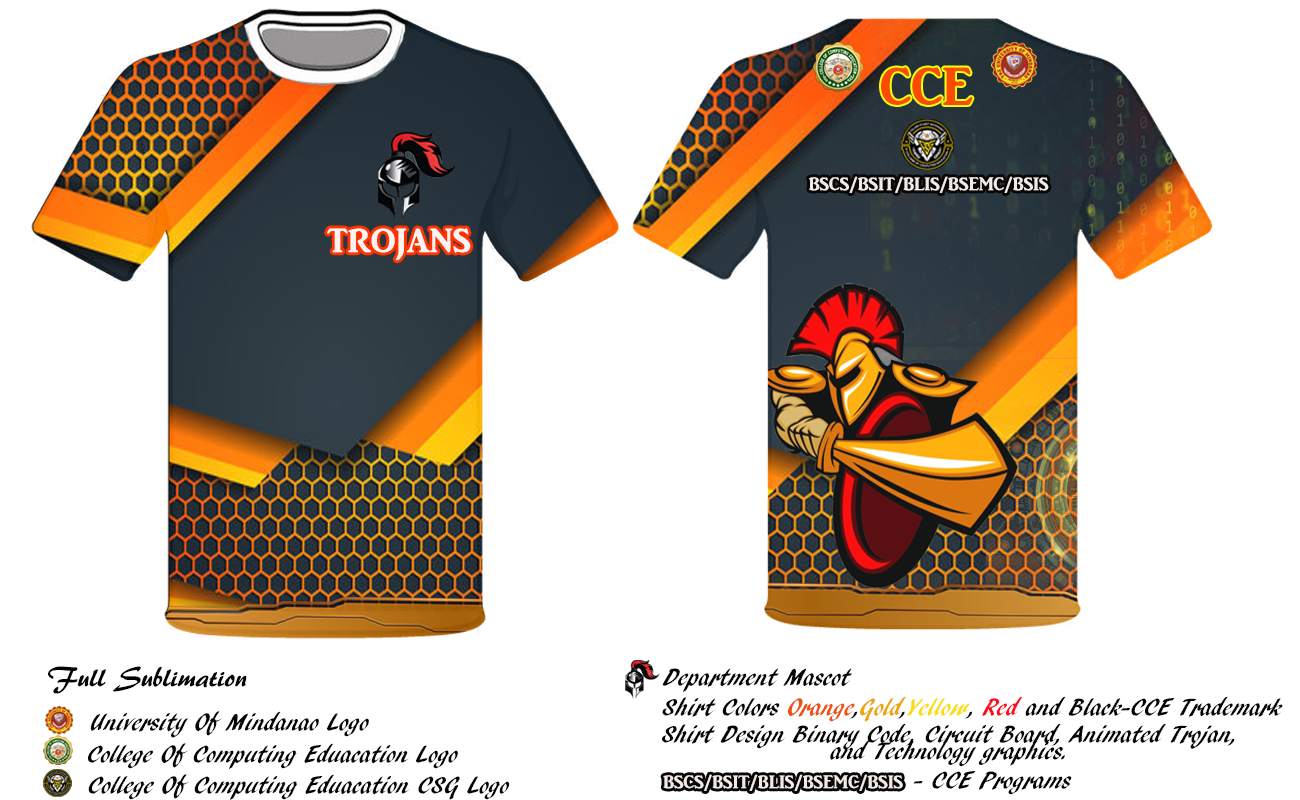 TROJANS
CCE
BSCS/BSIT/BLIS/BSEMC/BSIS
Full Sublimation
University Of Mindanao Logo
College Of Computing Eduacation Logo
College Of Computing Eduacation CSG Logo
Department Mascot
Shirt Colors Orange,Gold,Yellow, Red and Black-CCE Trademark
Shirt Design Binary Code, Circuit Board, Animated Trojan,
and Technology graphics.
BSCS/BSIT/BLIS/BSEMC/BSIS - CCE Programs